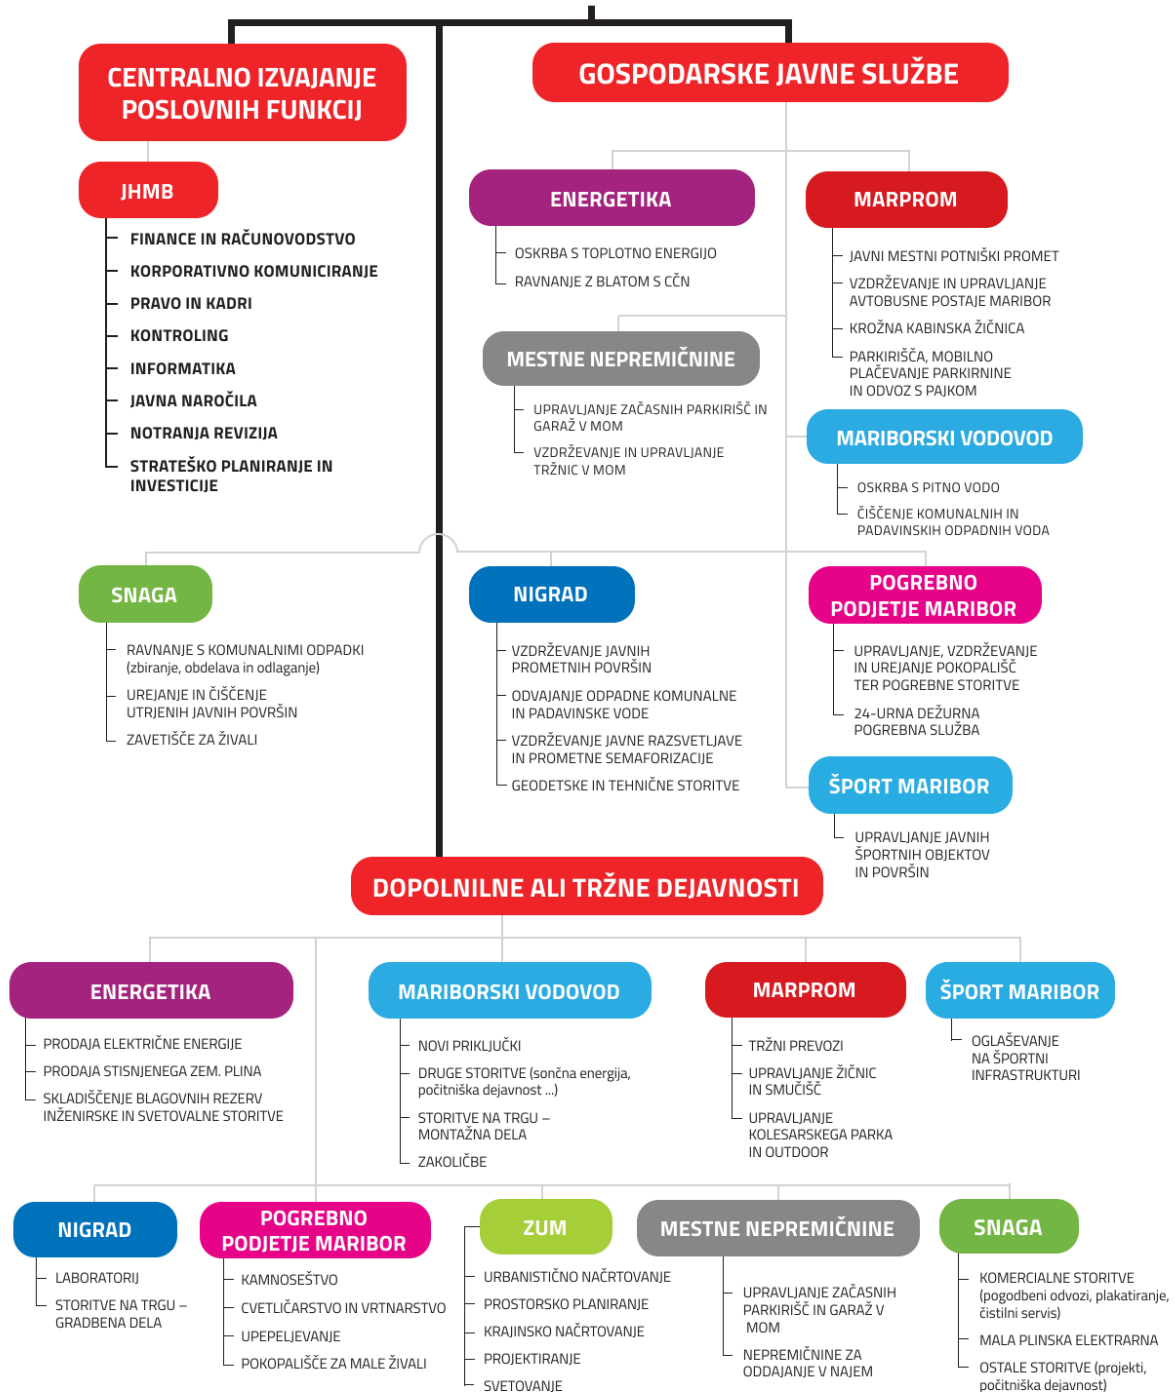 CENTRALNO IZVAJANJE
POSLOVNIH FUNKCIJ
JHMB
FINANCE IN RAČUNOVODSTVO
KORPORATIVNO KOMUNICIRANJE
PRAVO IN KADRI
KONTROLING
INFORMATIKA
JAVNA NAROČILA
NOTRANJA REVIZIJA
STRATEŠKO PLANIRANJE IN
INVESTICIJE
GOSPODARSKE JAVNE SLUŽBE
ENERGETIKA
OSKRBA S TOPLOTNO ENERGIJO
RAVNANJE Z BLATOM S CČN
MARPROM
JAVNI MESTNI POTNIŠKI PROMET
VZDRŽEVANJE IN UPRAVLJANJE
AVTOBUSNE POSTAJE MARIBOR
KROŽNA KABINSKA ŽIČNICA
PARKIRIŠČA, MOBILNO
PLAČEVANJE PARKIRNINE
IN ODVOZ S PAJKOM
MESTNE NEPREMIČNINE
UPRAVLJANJE ZAČASNIH PARKIRIŠČ IN
GARAŽ V MOM
VZDRŽEVANJE IN UPRAVLJANJE
TRŽNIC V MOM
MARIBORSKI VODOVOD
OSKRBA S PITNO VODO
ČIŠČENJE KOMUNALNIH IN
PADAVINSKIH ODPADNIH VODA
SNAGA
RAVNANJE S KOMUNALNIMI ODPADKI
(zbiranje, obdelava in odlaganje)
UREJANJE IN ČIŠČENJE
UTRJENIH JAVNIH POVRŠIN
ZAVETIŠČE ZA ŽIVALI
NIGRAD
VZDRŽEVANJE JAVNIH
PROMETNIH POVRŠIN
ODVAJANJE ODPADNE KOMUNALNE
IN PADAVINSKE VODE
VZDRŽEVANJE JAVNE RAZSVETLJAVE
IN PROMETNE SEMAFORIZACIJE
GEODETSKE IN TEHNIČNE STORITVE
POGREBNO
PODJETJE MARIBOR
UPRAVLJANJE, VZDRŽEVANJE
IN UREJANJE POKOPALIŠČ
TER POGREBNE STORITVE
24-URNA DEŽURNA
POGREBNA SLUŽBA
ŠPORT MARIBOR
UPRAVLJANJE JAVNIH
ŠPORTNIH OBJEKTOV
IN POVRŠIN
DOPOLNILNE ALI TRŽNE DEJAVNOSTI
ENERGETIKA
PRODAJA ELEKTRIČNE ENERGIJE
PRODAJA STISNJENEGA ZEM. PLINA
SKLADIŠČENJE BLAGOVNIH REZERV
INŽENIRSKE IN SVETOVALNE STORITVE
MARIBORSKI VODOVOD
NOVI PRIKLJUČKI
DRUGE STORITVE (sončna energija,
počitniška dejavnost ...)
STORITVE NA TRGU –
MONTAŽNA DELA
ZAKOLIČBE
MARPROM
TRŽNI PREVOZI
UPRAVLJANJE ŽIČNIC
IN SMUČIŠČ
UPRAVLJANJE
KOLESARSKEGA PARKA
IN OUTDOOR
ŠPORT MARIBOR
OGLAŠEVANJE
NA ŠPORTNI
INFRASTRUKTURI
NIGRAD
LABORATORIJ
STORITVE NA TRGU –
GRADBENA DELA
POGREBNO
PODJETJE MARIBOR
KAMNOSEŠTVO
CVETLIČARSTVO IN VRTNARSTVO
UPEPELJEVANJE
POKOPALIŠČE ZA MALE ŽIVALI
ZUM
URBANISTIČNO NAČRTOVANJE
PROSTORSKO PLANIRANJE
KRAJINSKO NAČRTOVANJE
PROJEKTIRANJE
SVETOVANJE
MESTNE NEPREMIČNINE
UPRAVLJANJE ZAČASNIH
PARKIRIŠČ IN GARAŽ V
MOM
NEPREMIČNINE ZA
ODDAJANJE V NAJEM
SNAGA
KOMERCIALNE STORITVE
(pogodbeni odvozi, plakatiranje,
čistilni servis)
MALA PLINSKA ELEKTRARNA
OSTALE STORITVE (projekti,
počitniška dejavnost)